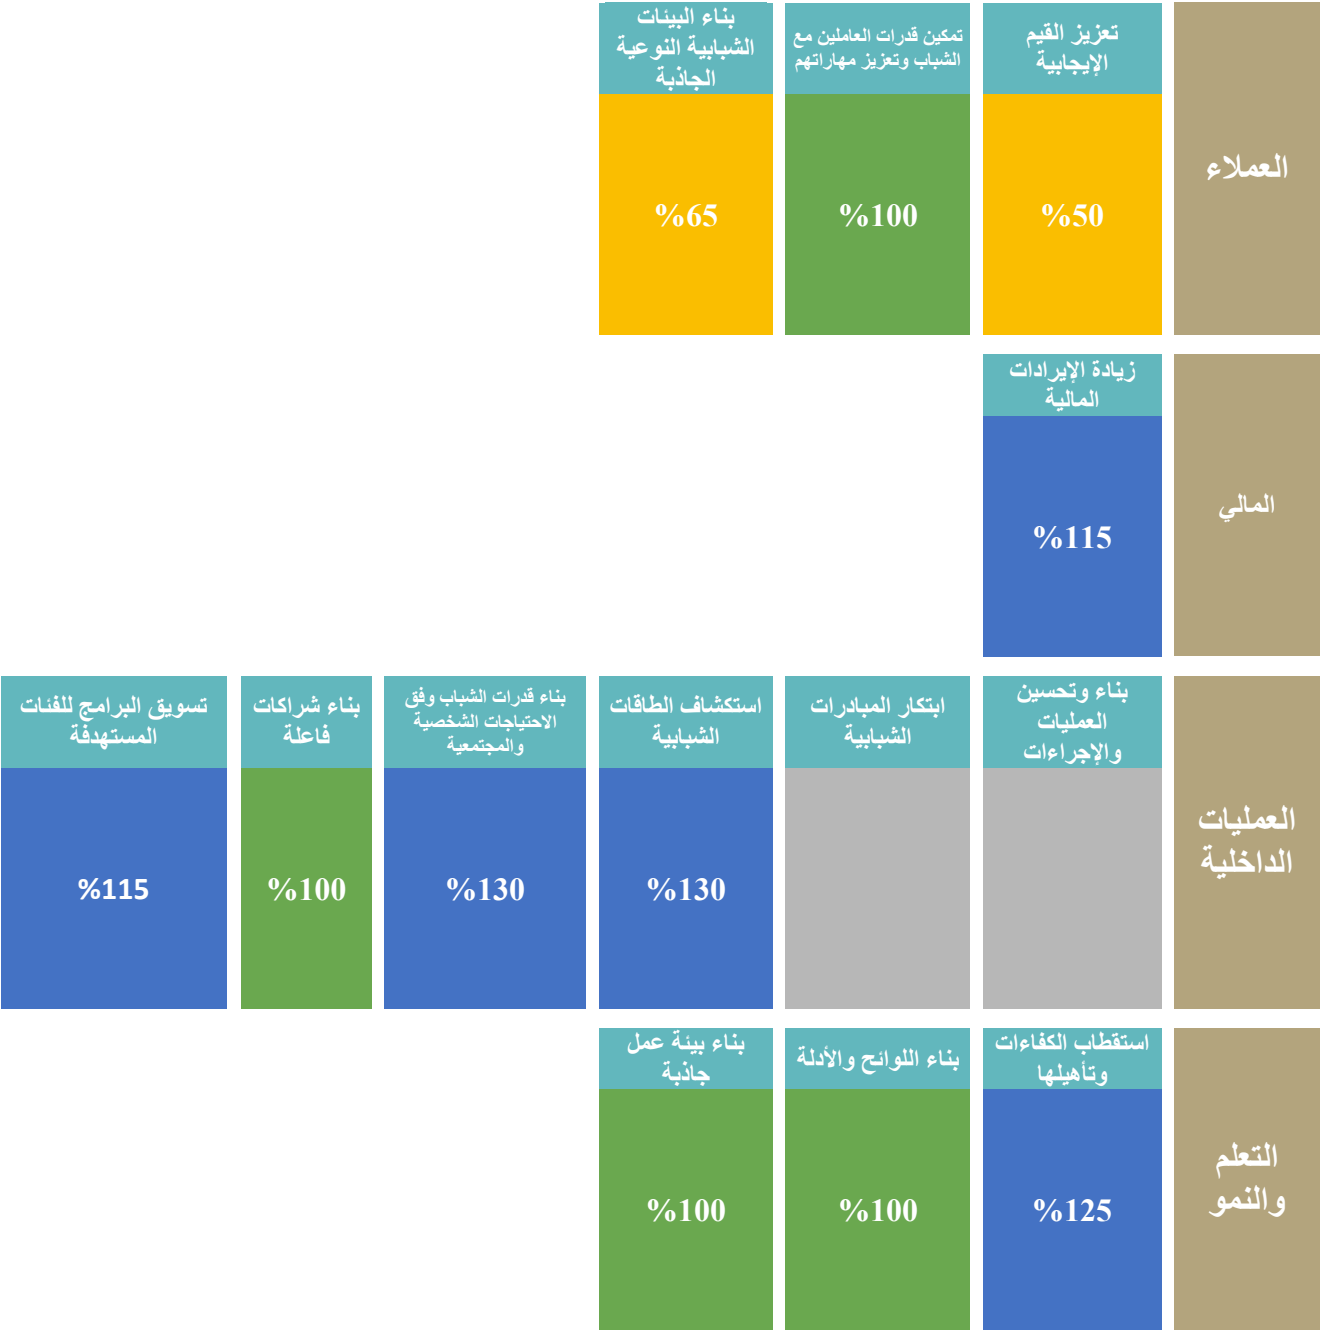 العملاء
تعزيز القيم
الإيجابية
%50
تمكين قدرات العاملين مع
الشباب وتعزيز مهاراتهم
%100
بناء البيئات
الشبابية النوعية
الجاذبة
%65
المالي
زيادة الإيرادات
المالية
%115
العمليات
الداخلية
بناء وتحسين
العمليات
والإجراءات
ابتكار المبادرات
الشبابية
استكشاف الطاقات
الشبابية
%130
بناء قدرات الشباب وفق
الاحتياجات الشخصية
والمجتمعية
%130
بناء شراكات
فاعلة
%100
تسويق البرامج للفئات
المستهدفة
%115
التعلم
والنمو
استقطاب الكفاءات
وتأهيلها
%125
بناء اللوائح والأدلة
%100
بناء بيئة عمل
جاذبة
%100